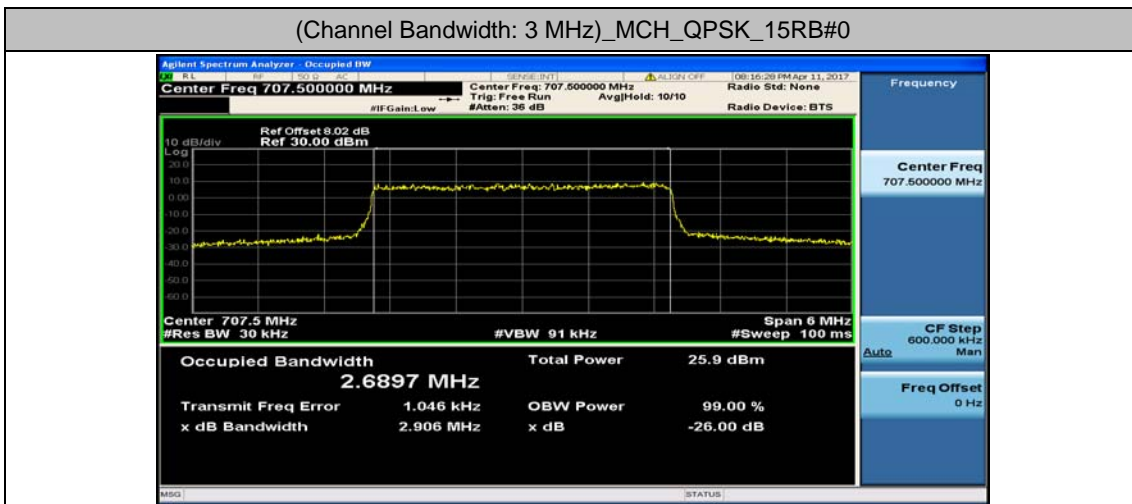 (Channel Bandwidth: 3 MHz)_MCH_QPSK_15RB#0
Agilent Spectrum Analyzer - Occupied BW
RL RF 50 Ω AC SENSE:INT ALIGN OFF 08:16:28 PM Apr 11, 2017
Center Freq 707.500000 MHz
Center Freq: 707.500000 MHz
Radio Std: None
Trig: Free Run Avg|Hold: 10/10
#IFGain:Low #Atten: 36 dB Radio Device: BTS
Ref Offset 8.02 dB
10 dB/div Ref 30.00 dBm
Log
20.0
10.0
0.00
-10.0
-20.0
-30.0
-40.0
-50.0
-60.0
Center 707.5 MHz Span 6 MHz
#Res BW 30 kHz #VBW 91 kHz #Sweep 100 ms
Occupied Bandwidth Total Power 25.9 dBm
2.6897 MHz
Transmit Freq Error 1.046 kHz OBW Power 99.00 %
x dB Bandwidth 2.906 MHz x dB -26.00 dB
MSG STATUS
Frequency
Center Freq
707.500000 MHz
CF Step
600.000 kHz
Auto Man
Freq Offset
0 Hz